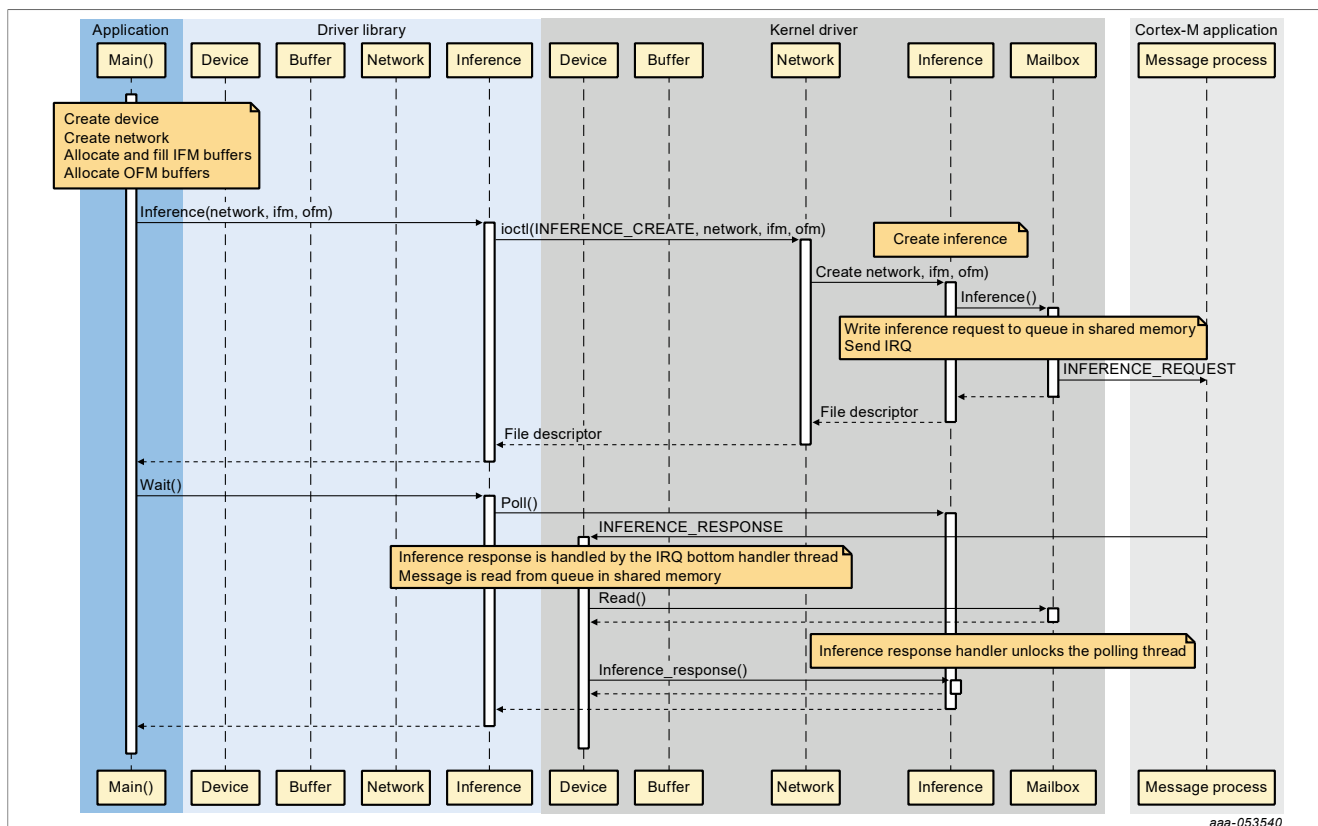 Application
Driver library
Kernel driver
Cortex-M application
Main()
Device
Buffer
Network
Inference
Device
Buffer
Network
Inference
Mailbox
Message process
Create device
Create network
Allocate and fill IFM buffers
Allocate OFM buffers
Inference(network, ifm, ofm)
ioctl(INFERENCE_CREATE, network, ifm, ofm)
Create inference
Create network, ifm, ofm)
Inference()
Write inference request to queue in shared memory
Send IRQ
INFERENCE_REQUEST
File descriptor
File descriptor
Wait()
Poll()
INFERENCE_RESPONSE
Inference response is handled by the IRQ bottom handler thread
Message is read from queue in shared memory
Read()
Inference response handler unlocks the polling thread
Inference_response()
Main()
Device
Buffer
Network
Inference
Device
Buffer
Network
Inference
Mailbox
Message process
aaa-053540